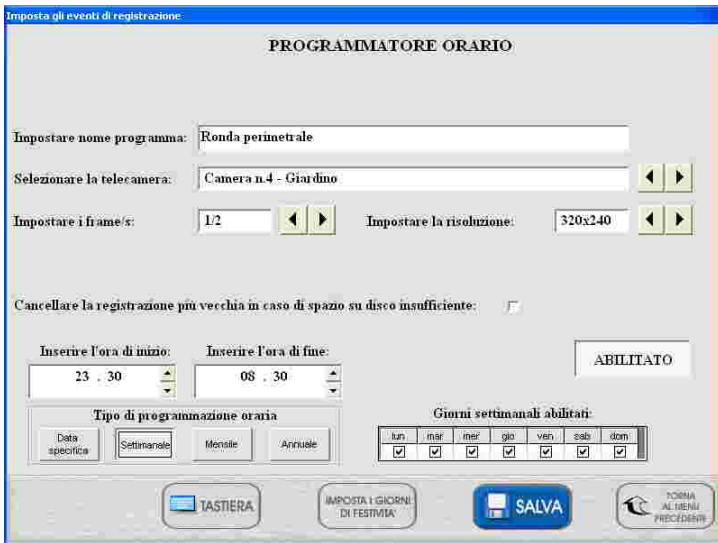 Imposta gli eventi di registrazione
PROGRAMMATORE ORARIO
Impostare nome programma: Ronda perimetrale
Selezionare la telecamera: Camera n.4 - Giardino
Impostare i frame/s: 1/2 Impostare la risoluzione: 320x240
Cancellare la registrazione più vecchia in caso di spazio su disco insufficiente:
Inserire l'ora di inizio: Inserire l'ora di fine:
23 . 30 08 . 30 ABILITATO
Tipo di programmazione oraria Giorni settimanali abilitati:
Data
specifica Settimanale Mensile Annuale
lun mar mer gio ven sab dom
TASTIERA
IMPOSTA I GIORNI
DI FESTIVITA'
SALVA
TORNA
AL MENU
PRECEDENTE